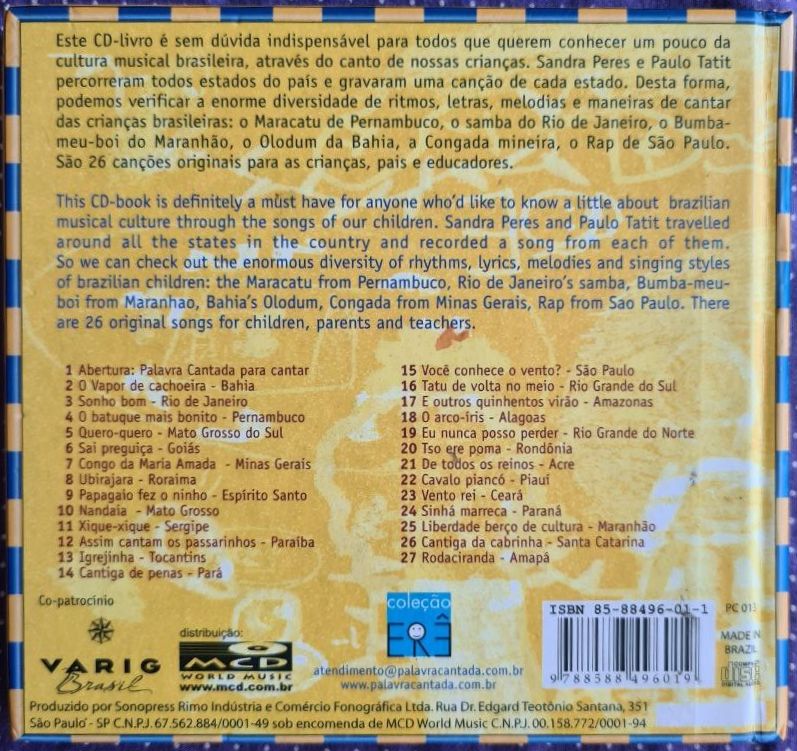 Este CD-livro é sem dúvida indispensável para todos que querem conhecer um pouco da
cultura musical brasileira, através do canto de nossas crianças. Sandra Peres e Paulo Tatit
percorreram todos estados do país e gravaram uma canção de cada estado. Desta forma,
podemos verificar a enorme diversidade de ritmos, letras, melodias e maneiras de cantar
das crianças brasileiras: o Maracatu de Pernambuco, o samba do Rio de Janeiro, o Bumba-
meu-boi do Maranhão, o Olodum da Bahia, a Congada mineira, o Rap de São Paulo.
São 26 canções originais para as crianças, pais e educadores.
This CD-book is definitely a must have for anyone who'd like to know a little about brazilian
musical culture through the songs of our children. Sandra Peres and Paulo Tatit travelled
around all the states in the country and recorded a song from each of them.
So we can check out the enormous diversity of rhythms, lyrics, melodies and singing styles
of brazilian children: the Maracatu from Pernambuco, Rio de Janeiro's samba, Bumba-meu-
boi from Maranhao, Bahia's Olodum, Congada from Minas Gerais, Rap from Sao Paulo. There
are 26 original songs for children, parents and teachers.
1 Abertura: Palavra Cantada para cantar
2 O Vapor de cachoeira - Bahia
3 Sonho bom - Rio de Janeiro
4 O batuque mais bonito - Pernambuco
5 Quero-quero - Mato Grosso do Sul
6 Sai preguiça - Goiás
7 Congo da Maria Amada - Minas Gerais
8 Ubirajara - Roraima
9 Papagaio fez o ninho - Espírito Santo
10 Nandaia - Mato Grosso
11 Xique-xique - Sergipe
12 Assim cantam os passarinhos - Paraíba
13 Igrejinha - Tocantins
14 Cantiga de penas - Pará
15 Você conhece o vento? - São Paulo
16 Tatu de volta no meio - Rio Grande do Sul
17 E outros quinhentos virão - Amazonas
18 O arco-íris - Alagoas
19 Eu nunca posso perder - Rio Grande do Norte
20 Tso ere poma - Rondônia
21 De todos os reinos - Acre
22 Cavalo piancó - Piauí
23 Vento rei - Ceará
24 Sinhá marreca - Paraná
25 Liberdade berço de cultura - Maranhão
26 Cantiga da cabrinha - Santa Catarina
27 Rodaciranda - Amapá
Co-patrocínio
VARIG
Brasil
distribuição:
MCD
WORLD MUSIC
www.mcd.com.br
coleção
ERÊ
atendimento@palavracantada.com.br
www.palavracantada.com.br
ISBN 85-88496-01-1
9 788588 496019
PC 013
MADE IN
BRAZIL
COMPACT
disc
DIGITAL AUDIO
Produzido por Sonopress Rimo Indústria e Comércio Fonográfica Ltda. Rua Dr. Edgard Teotônio Santana, 351
São Paulo - SP C.N.P.J. 67.562.884/0001-49 sob encomenda de MCD World Music C.N.P.J. 00.158.772/0001-94